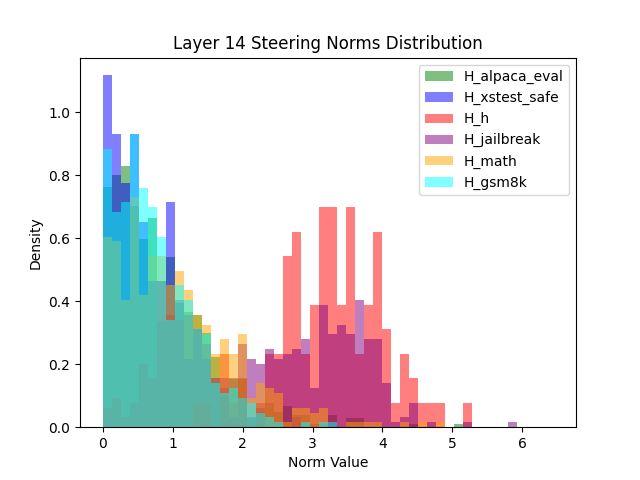 Layer 14 Steering Norms Distribution
H_alpaca_eval
H_xstest_safe
H_h
H_jailbreak
H_math
H_gsm8k
Density
1.0
0.8
0.6
0.4
0.2
0.0
0 1 2 3 4 5 6
Norm Value